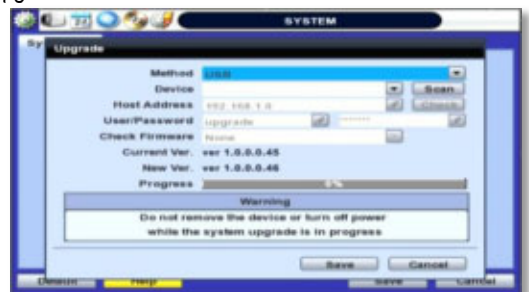 SYSTEM
Sy
Upgrade
Method USB
Device Scan
Host Address 192.168.1.0 Check
User/Password upgrade ******
Check Firmware None
Current Ver. ver 1.0.0.0.45
New Ver. ver 1.0.0.0.46
Progress 0%
Warning
Do not remove the device or turn off power
while the system upgrade is in progress
Save Cancel
Default Help Save Cancel